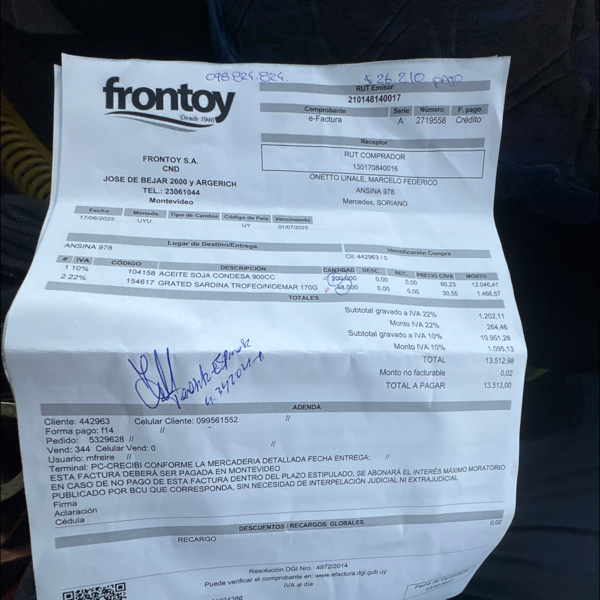 098.824.824.
$ 26.210 PAGO
frontoy
Desde 1946
RUT Emisor
210148140017
Comprobante Serie Número F. pago
e-Factura A 2719558 Crédito
Receptor
RUT COMPRADOR
130170840016
ONETTO LINALE, MARCELO FEDERICO
ANSINA 978
Mercedes, SORIANO
FRONTOY S.A.
CND
JOSE DE BEJAR 2600 y ARGERICH
TEL.: 23061044
Montevideo
Fecha Moneda Tipo de Cambio Código de País Vencimiento
17/06/2025 UYU UY 01/07/2025
Lugar de Destino/Entrega Identificación Compra
ANSINA 978 Cli: 442963 / 0
# IVA CÓDIGO DESCRIPCIÓN CANTIDAD DESC. REC. PRECIO C/IVA MONTO
1 10% 104158 ACEITE SOJA CONDESA 900CC 200,000 0,00 0,00 60,23 12.046,41
2 22% 154617 GRATED SARDINA TROFEO/NIDEMAR 170G 48,000 0,00 0,00 30,55 1.466,57
TOTALES
Subtotal gravado a IVA 22% 1.202,11
Monto IVA 22% 264,46
Subtotal gravado a IVA 10% 10.951,28
Monto IVA 10% 1.095,13
TOTAL 13.512,98
Monto no facturable 0,02
TOTAL A PAGAR 13.513,00
ADENDA
Cliente: 442963 Celular Cliente: 099561552
Forma pago: f14 // //
Pedido: 5329628 //
Vend: 344 Celular Vend: 0 //
Usuario: mfreire //
Terminal: PC-CRECIBI CONFORME LA MERCADERIA DETALLADA FECHA ENTREGA: //
ESTA FACTURA DEBERÁ SER PAGADA EN MONTEVIDEO
EN CASO DE NO PAGO DE ESTA FACTURA DENTRO DEL PLAZO ESTIPULADO, SE ABONARÁ EL INTERÉS MÁXIMO MORATORIO
PUBLICADO POR BCU QUE CORRESPONDA, SIN NECESIDAD DE INTERPELACIÓN JUDICIAL NI EXTRAJUDICIAL
Firma
Aclaración
Cédula
DESCUENTOS / RECARGOS GLOBALES
RECARGO 0,02
Resolución DGI Nro.: 4972/2014
Puede verificar el comprobante en: www.efactura.dgi.gub.uy
IVA al día